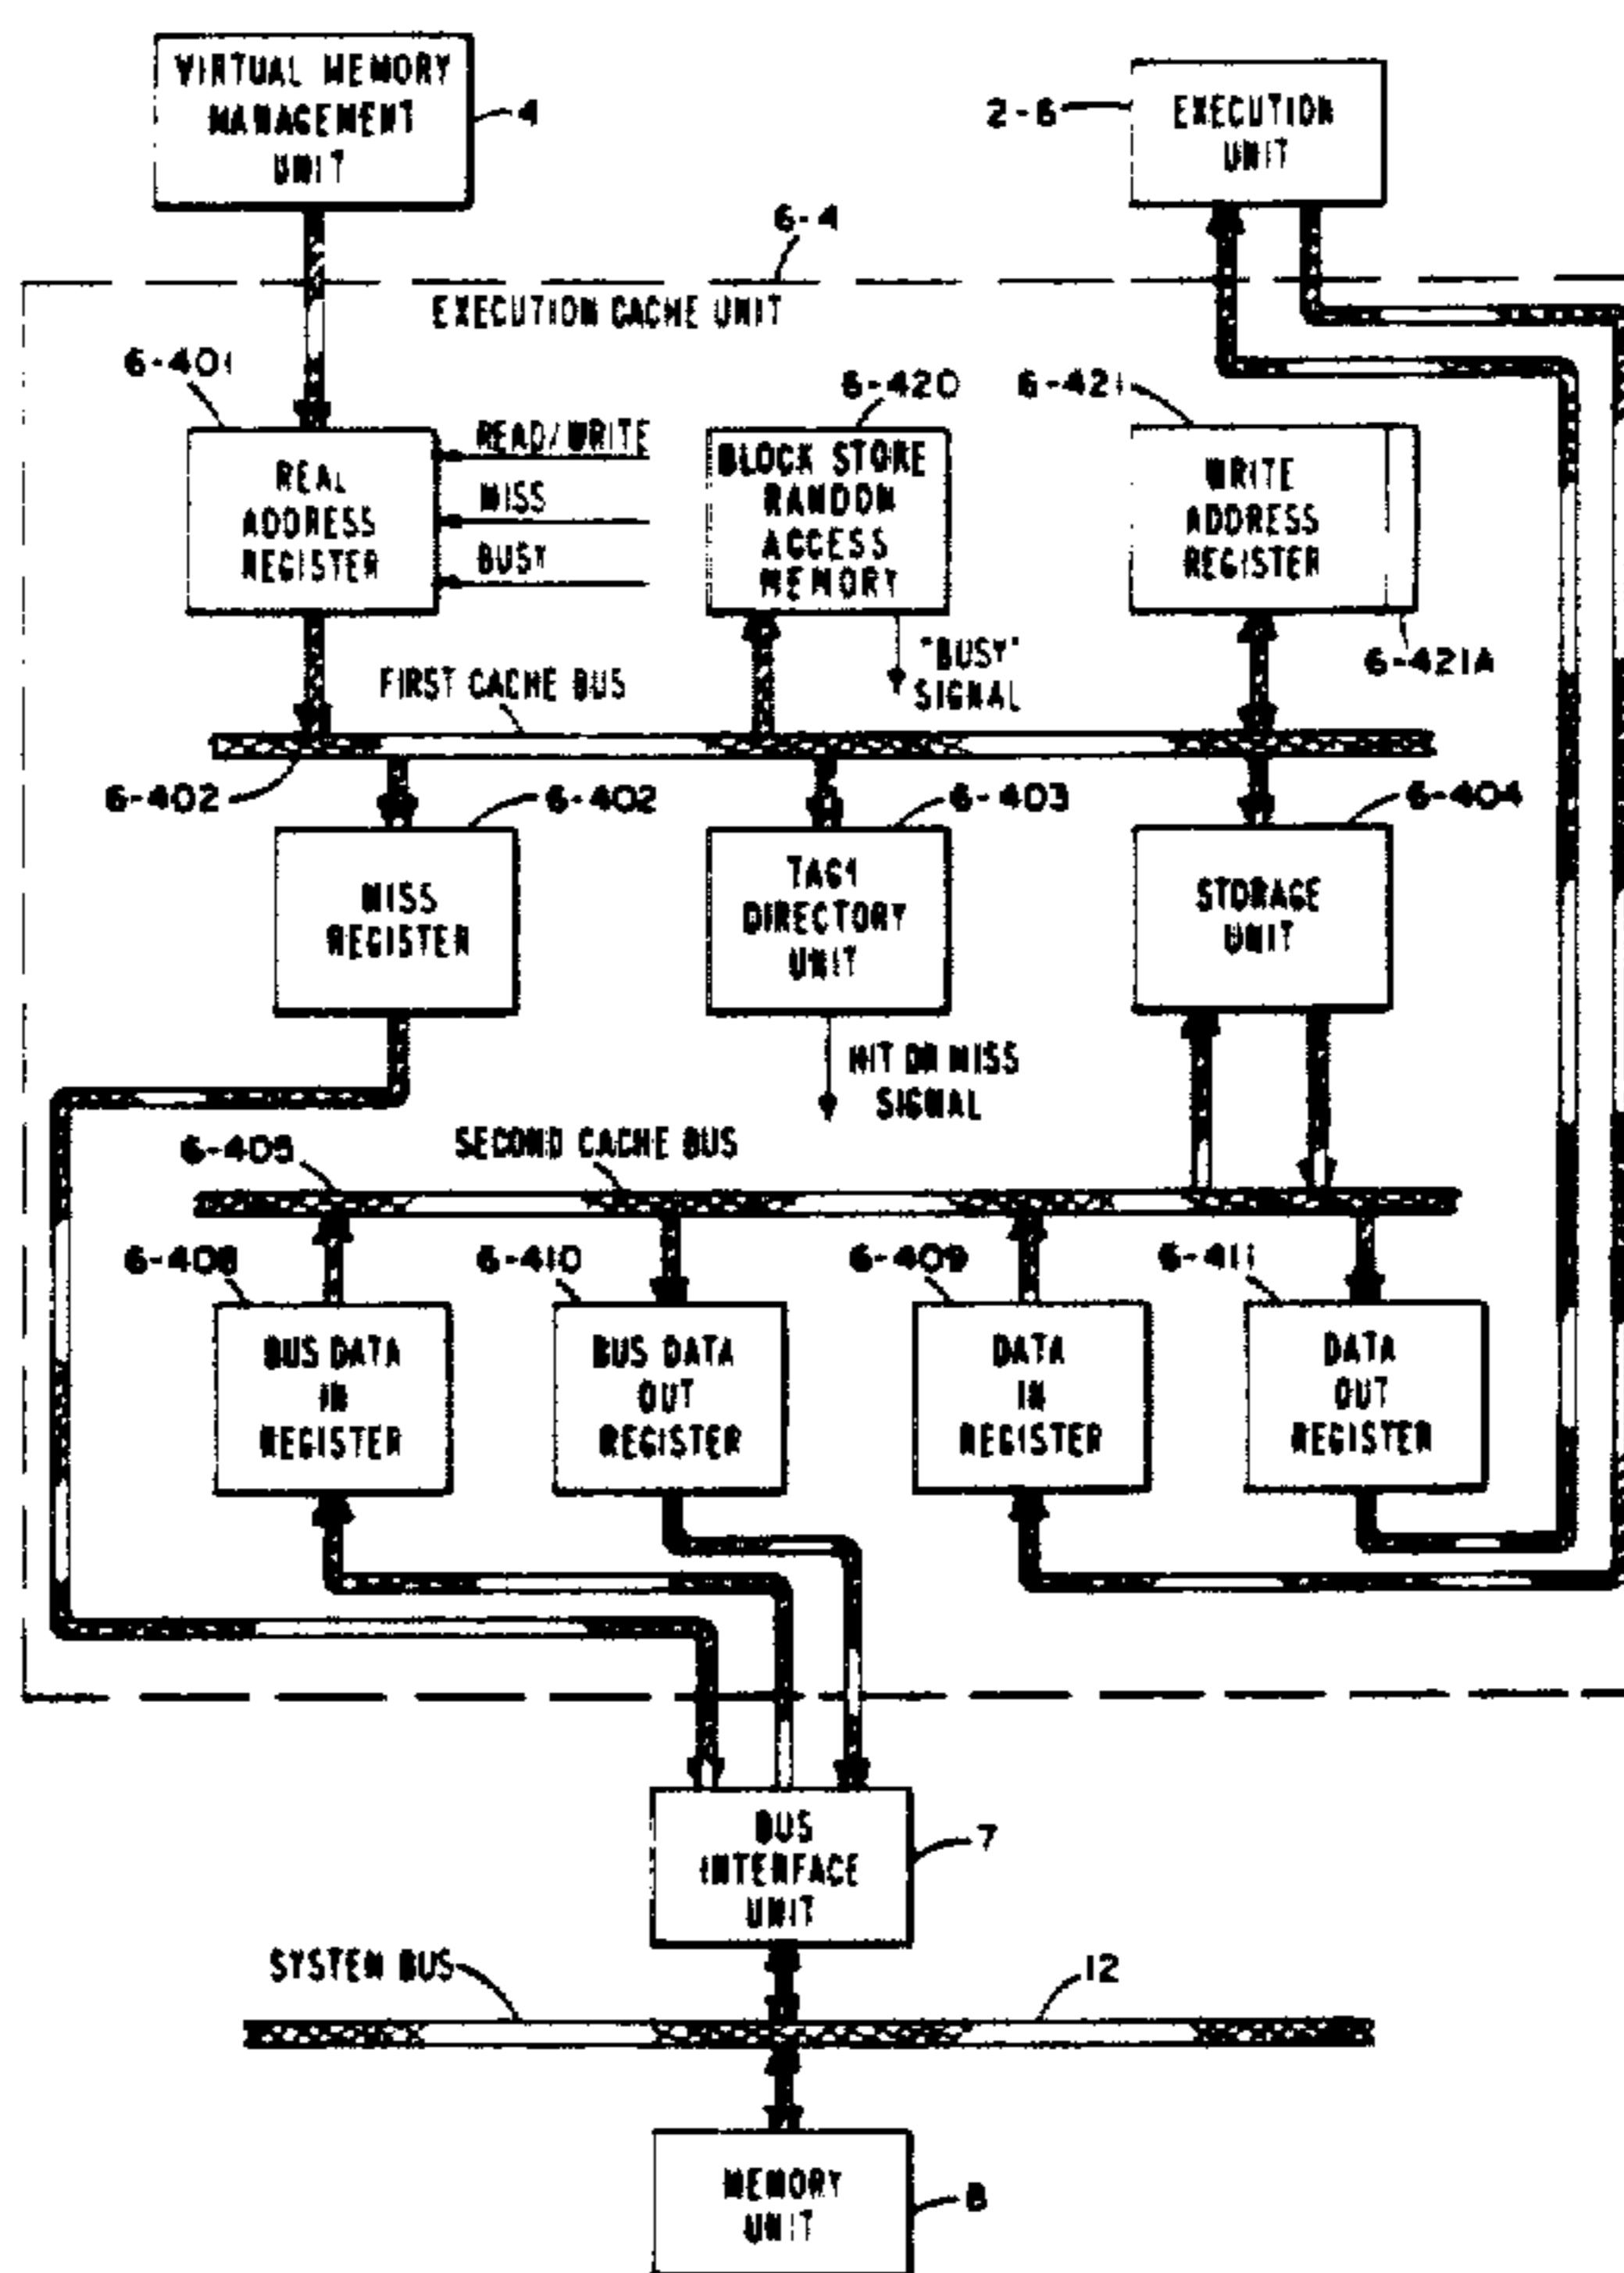 VIRTUAL MEMORY
MANAGEMENT
UNIT
4
2-6
EXECUTION
UNIT
6-4
EXECUTION CACHE UNIT
6-401
6-420
6-421
REAL
ADDRESS
REGISTER
READ/WRITE
MISS
BUSY
BLOCK STORE
RANDOM
ACCESS
MEMORY
WRITE
ADDRESS
REGISTER
"BUSY"
SIGNAL
6-421A
FIRST CACHE BUS
6-402
6-402
6-403
6-404
MISS
REGISTER
TAG1
DIRECTORY
UNIT
STORAGE
UNIT
HIT OR MISS
SIGNAL
6-405
SECOND CACHE BUS
6-408
6-410
6-409
6-411
BUS DATA
IN
REGISTER
BUS DATA
OUT
REGISTER
DATA
IN
REGISTER
DATA
OUT
REGISTER
BUS
INTERFACE
UNIT
7
SYSTEM BUS
12
MEMORY
UNIT
8